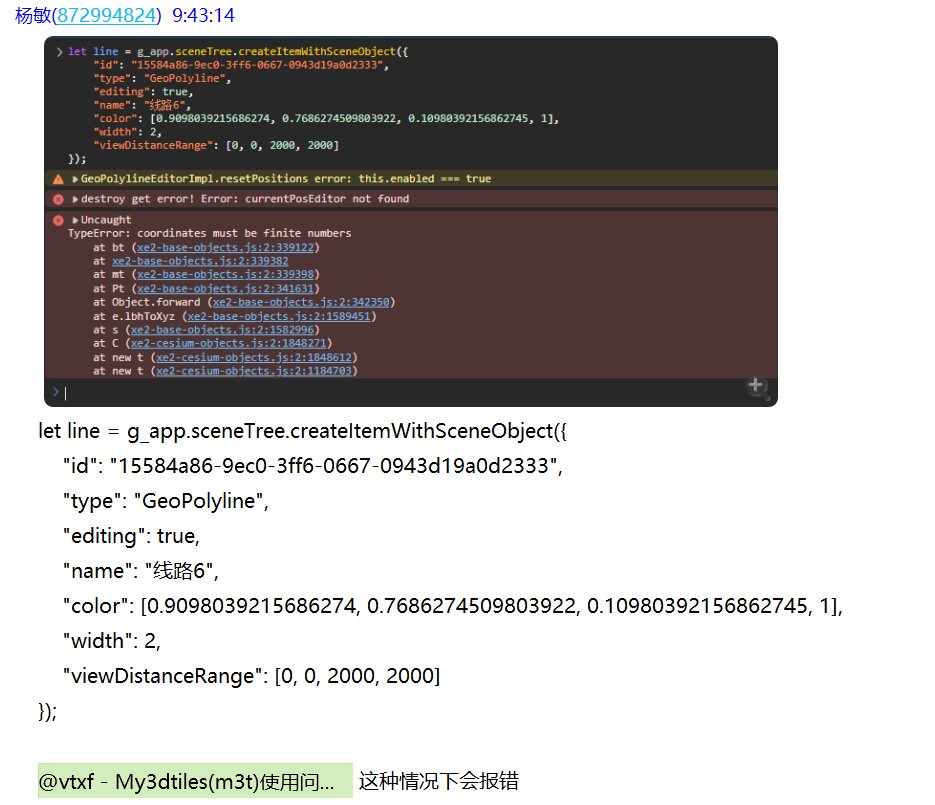 杨敏(872994824) 9:43:14
let line = g_app.sceneTree.createItemWithSceneObject({
"id": "15584a86-9ec0-3ff6-0667-0943d19a0d2333",
"type": "GeoPolyline",
"editing": true,
"name": "线路6",
"color": [0.9098039215686274, 0.7686274509803922, 0.10980392156862745, 1],
"width": 2,
"viewDistanceRange": [0, 0, 2000, 2000]
});
GeoPolylineEditorImpl.resetPositions error: this.enabled === true
destroy get error! Error: currentPosEditor not found
Uncaught
TypeError: coordinates must be finite numbers
at bt (xe2-base-objects.js:2:339122)
at xe2-base-objects.js:2:339382
at mt (xe2-base-objects.js:2:339398)
at Pt (xe2-base-objects.js:2:341631)
at Object.forward (xe2-base-objects.js:2:342350)
at e.lbhToXyz (xe2-base-objects.js:2:1589451)
at s (xe2-base-objects.js:2:1582996)
at C (xe2-cesium-objects.js:2:1848271)
at new t (xe2-cesium-objects.js:2:1848612)
at new t (xe2-cesium-objects.js:2:1184703)
let line = g_app.sceneTree.createItemWithSceneObject({
"id": "15584a86-9ec0-3ff6-0667-0943d19a0d2333",
"type": "GeoPolyline",
"editing": true,
"name": "线路6",
"color": [0.9098039215686274, 0.7686274509803922, 0.10980392156862745, 1],
"width": 2,
"viewDistanceRange": [0, 0, 2000, 2000]
});
@vtxf - My3dtiles(m3t)使用问... 这种情况下会报错